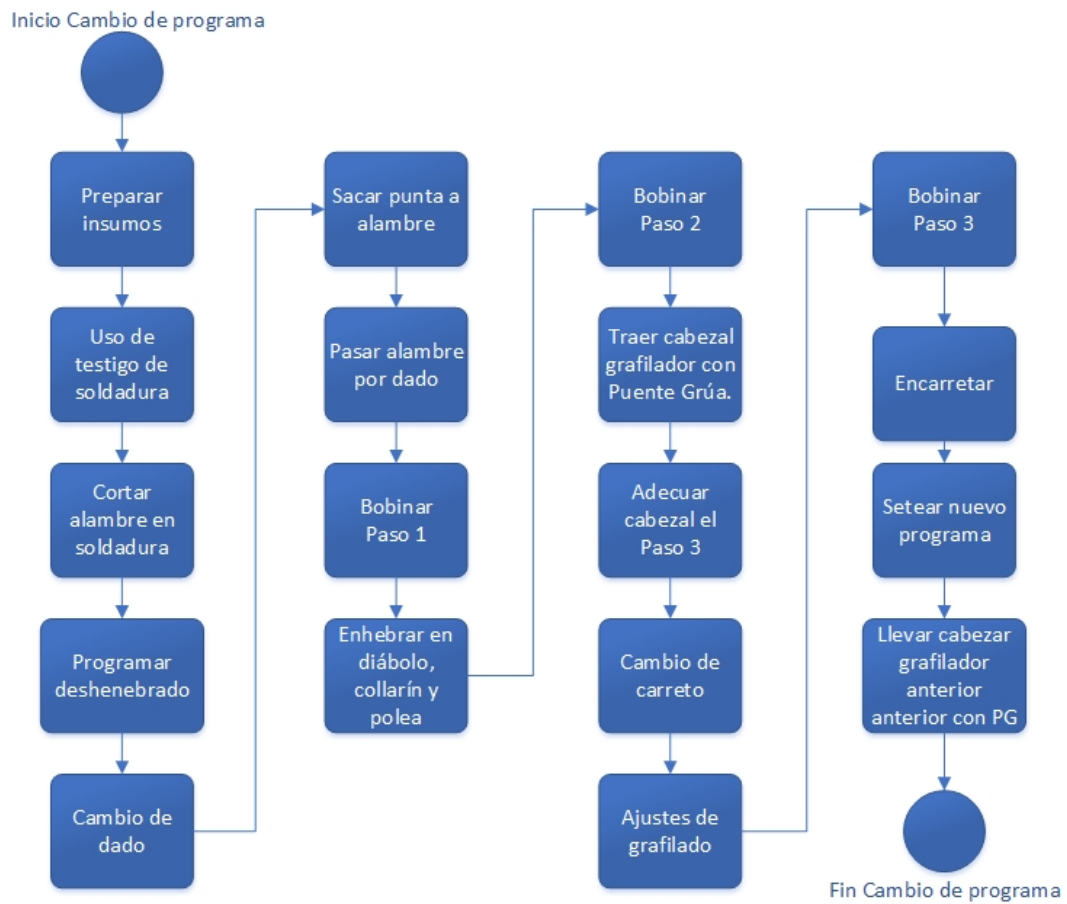 Inicio Cambio de programa
Preparar
insumos
Uso de
testigo de
soldadura
Cortar
alambre en
soldadura
Programar
deshenebrado
Cambio de
dado
Sacar punta a
alambre
Pasar alambre
por dado
Bobinar
Paso 1
Enhebrar en
diábolo,
collarín y
polea
Bobinar
Paso 2
Traer cabezal
grafilador con
Puente Grúa.
Adecuar
cabezal el
Paso 3
Cambio de
carreto
Ajustes de
grafilado
Bobinar
Paso 3
Encarretar
Setear nuevo
programa
Llevar cabezar
grafilador
anterior
anterior con PG
Fin Cambio de programa